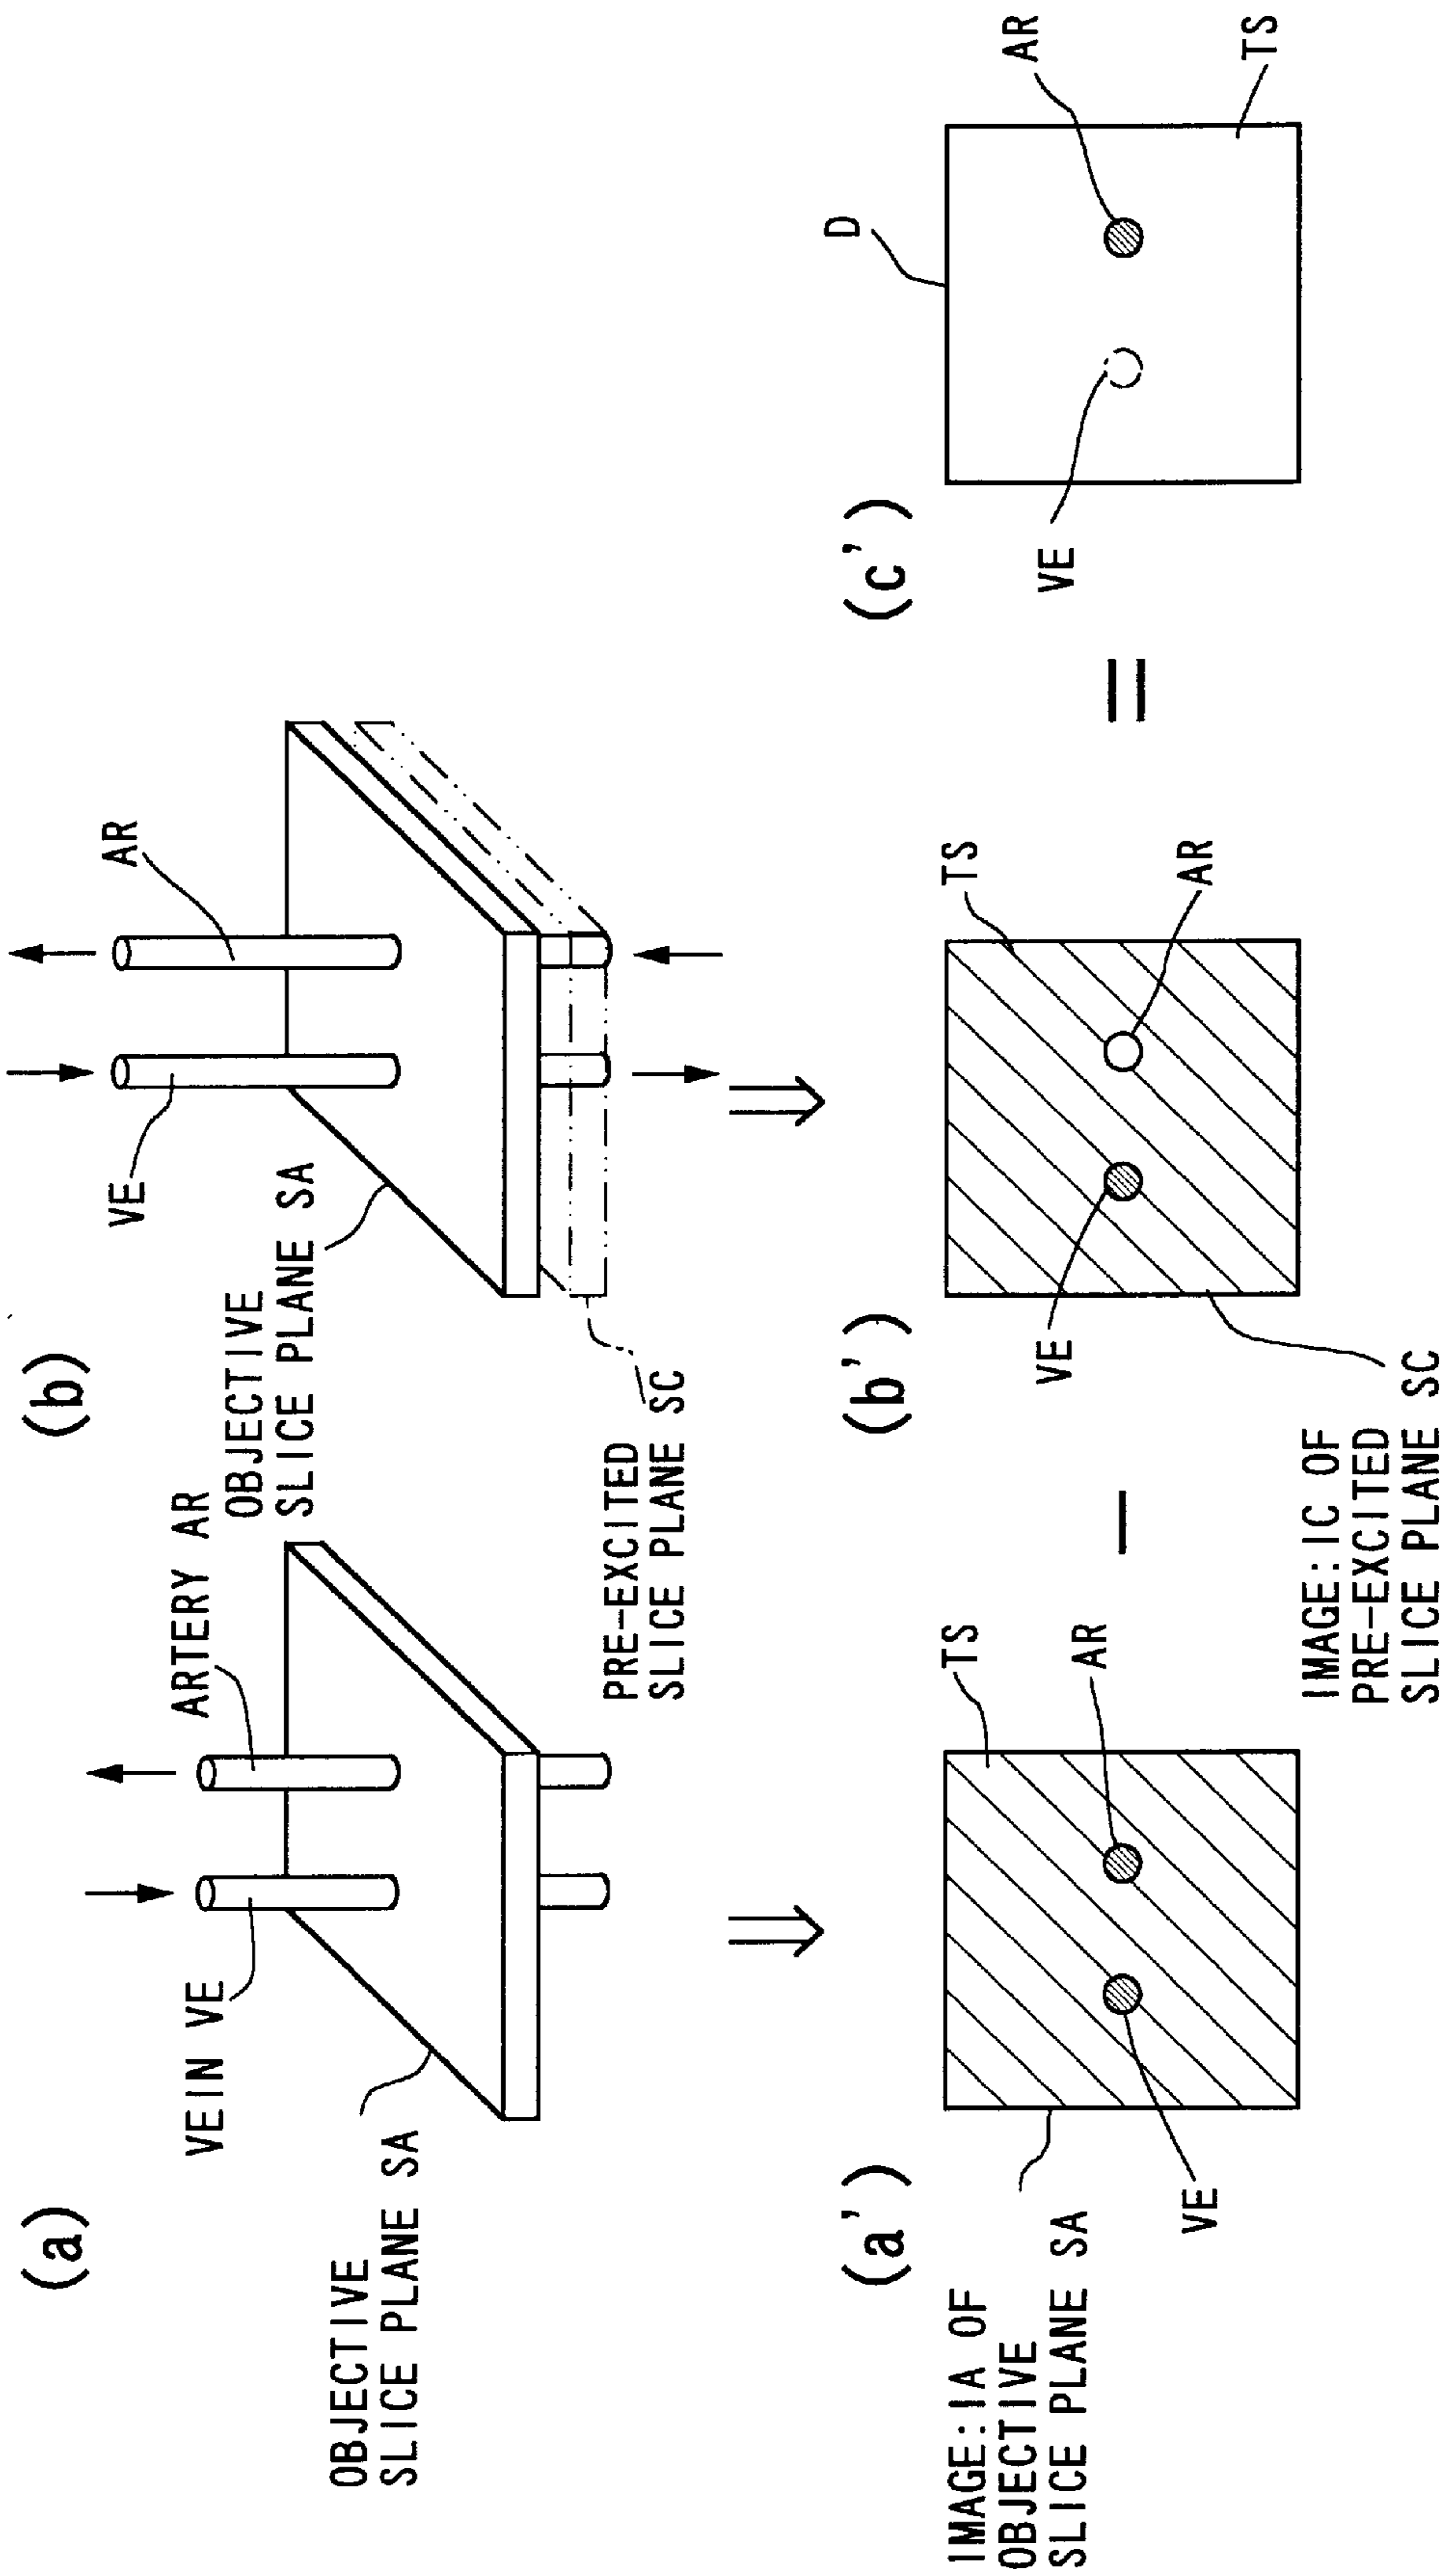 (a)
VEIN VE
ARTERY AR
OBJECTIVE
SLICE PLANE SA
(b)
VE
AR
OBJECTIVE
SLICE PLANE SA
PRE-EXCITED
SLICE PLANE SC
(a')
IMAGE:IA OF
OBJECTIVE
SLICE PLANE SA
TS
AR
VE
−
(b')
TS
AR
VE
IMAGE:IC OF
PRE-EXCITED
SLICE PLANE SC
=
(c')
D
AR
VE
TS